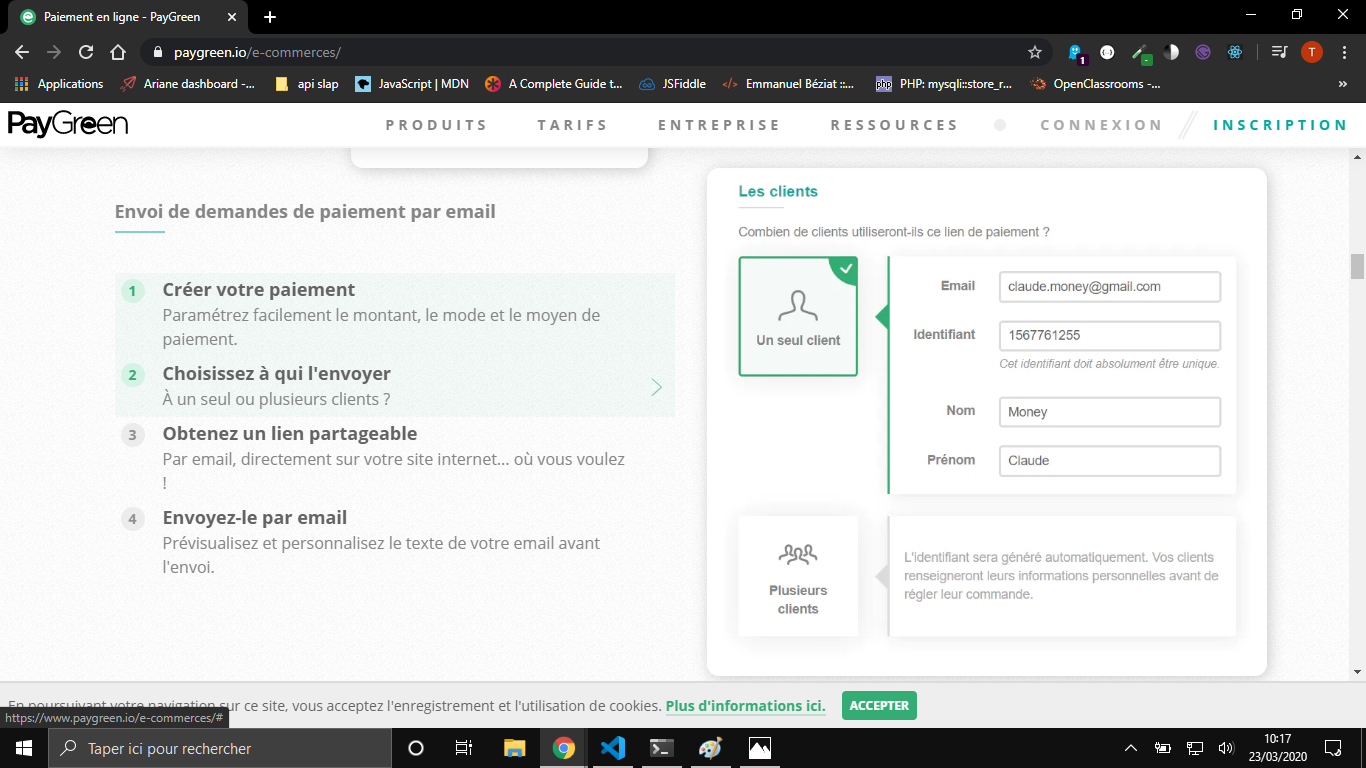 Paiement en ligne - PayGreen
paygreen.io/e-commerces/
1
-
T
Applications
Ariane dashboard -...
api slap
JavaScript | MDN
A Complete Guide t...
JSFiddle
Emmanuel Béziat ::...
php
PHP: mysqli::store_r...
OpenClassrooms -...
»
PayGreen
PRODUITS
TARIFS
ENTREPRISE
RESSOURCES
CONNEXION
INSCRIPTION
Envoi de demandes de paiement par email
1
Créer votre paiement
Paramétrez facilement le montant, le mode et le moyen de
paiement.
2
Choisissez à qui l'envoyer
À un seul ou plusieurs clients ?
3
Obtenez un lien partageable
Par email, directement sur votre site internet... où vous voulez
!
4
Envoyez-le par email
Prévisualisez et personnalisez le texte de votre email avant
l'envoi.
Les clients
Combien de clients utiliseront-ils ce lien de paiement ?
Un seul client
Email
claude.money@gmail.com
Identifiant
1567761255
Cet identifiant doit absolument être unique.
Nom
Money
Prénom
Claude
Plusieurs
clients
L'identifiant sera généré automatiquement. Vos clients
renseigneront leurs informations personnelles avant de
régler leur commande.
En poursuivant votre navigation sur ce site, vous acceptez l'enregistrement et l'utilisation de cookies. Plus d'informations ici.
ACCEPTER
https://www.paygreen.io/e-commerces/#
Taper ici pour rechercher
10:17
23/03/2020